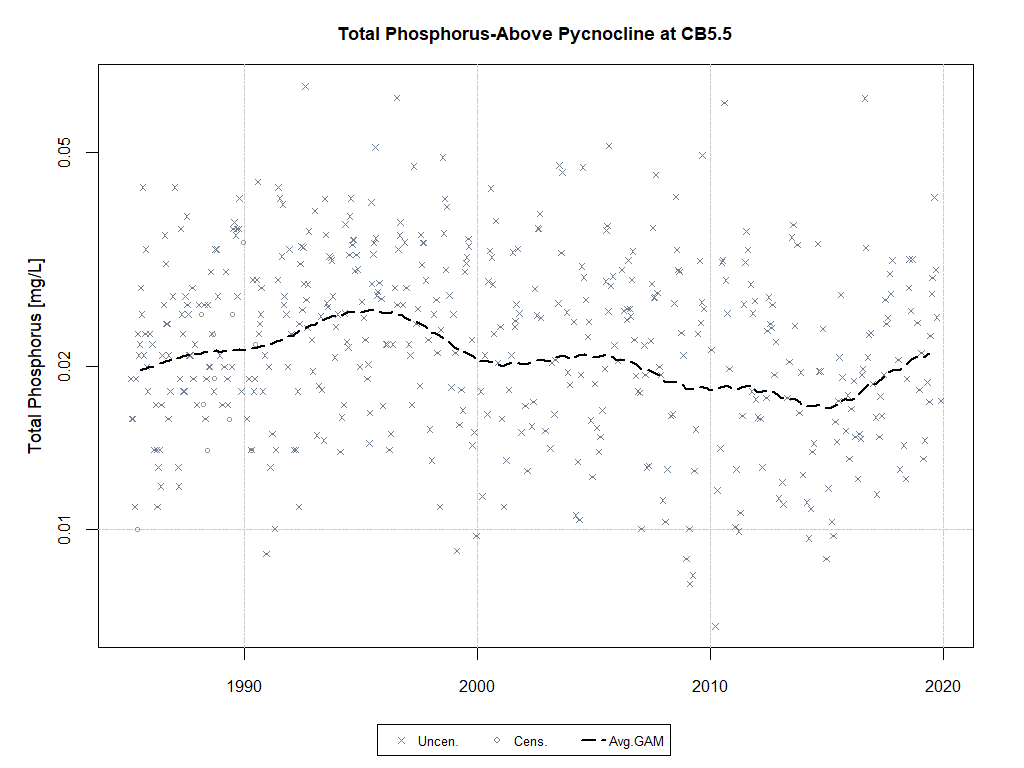 Total Phosphorus-Above Pycnocline at CB5.5
Total Phosphorus [mg/L]
0.05
0.02
0.01
1990 2000 2010 2020
Uncen. Cens. Avg.GAM